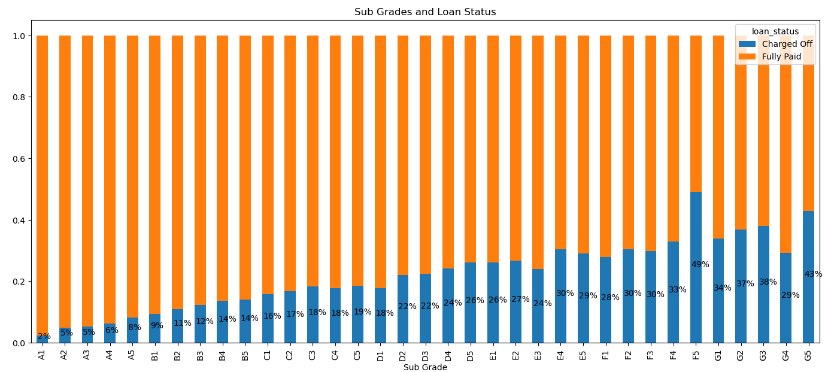 Sub Grades and Loan Status
loan_status
Charged Off
Fully Paid
1.0
0.8
0.6
0.4
0.2
0.0
2% 5% 5% 6% 8% 9% 11% 12% 14% 14% 16% 17% 18% 18% 19% 18% 22% 22% 24% 26% 26% 27% 24% 30% 29% 28% 30% 30% 33% 49% 34% 37% 38% 29% 43%
A1 A2 A3 A4 A5 B1 B2 B3 B4 B5 C1 C2 C3 C4 C5 D1 D2 D3 D4 D5 E1 E2 E3 E4 E5 F1 F2 F3 F4 F5 G1 G2 G3 G4 G5
Sub Grade